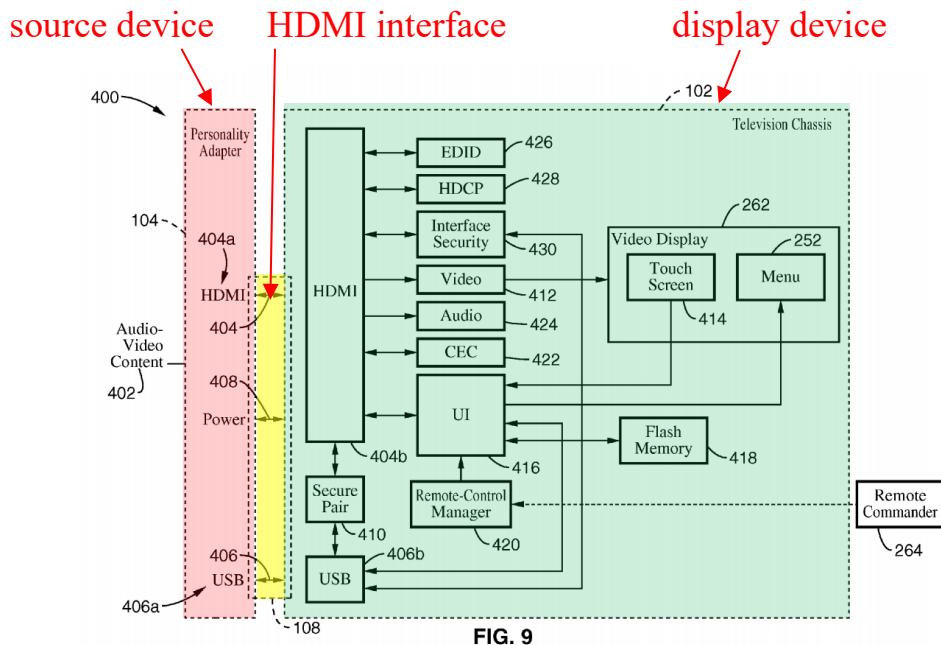 source device
HDMI interface
display device
400
102
Personality
Adapter
Television Chassis
EDID
426
HDCP
428
104
404a
Interface
Security
430
262
Video Display
252
Touch
Screen
414
Menu
HDMI
404
HDMI
Video
412
Audio
424
Audio-
Video
Content
402
CEC
422
408
Power
UI
416
Flash
Memory
418
404b
Secure
Pair
410
Remote-Control
Manager
420
Remote
Commander
264
406
USB
406a
406b
USB
108
FIG. 9